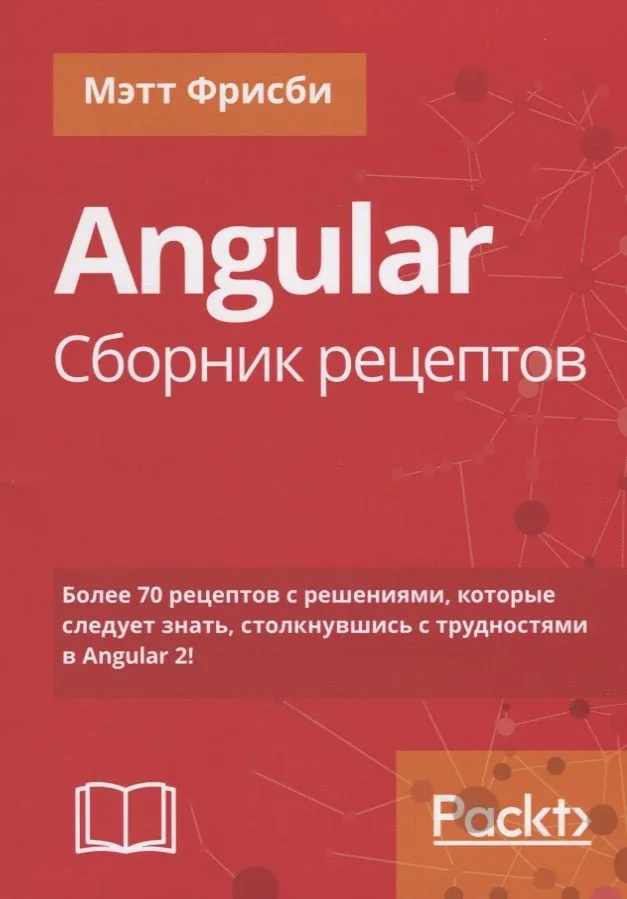 Мэтт Фрисби
Angular
Сборник рецептов
Более 70 рецептов с решениями, которые
следует знать, столкнувшись с трудностями
в Angular 2!
Packt>